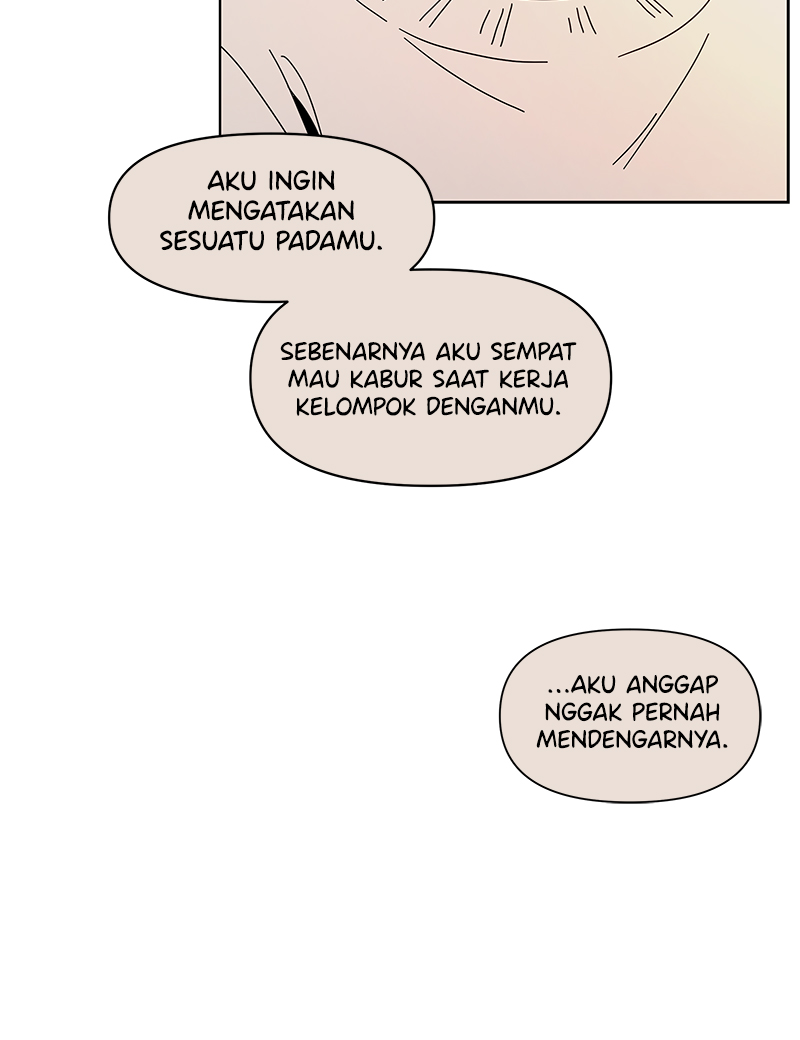 AKU INGIN
MENGATAKAN
SESUATU PADAMU.
SEBENARNYA AKU SEMPAT
MAU KABUR SAAT KERJA
KELOMPOK DENGANMU.
...AKU ANGGAP
NGGAK PERNAH
MENDENGARNYA.